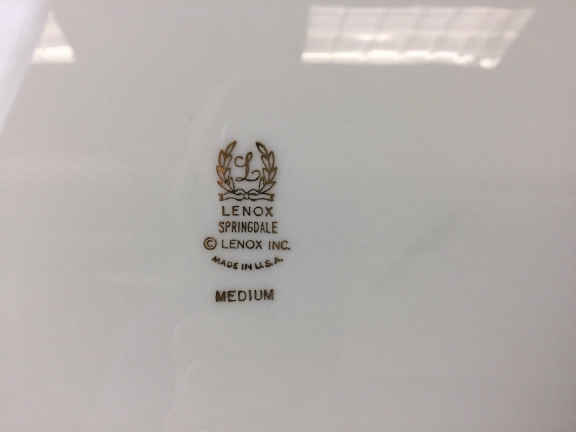 L
LENOX
SPRINGDALE
© LENOX INC.
MADE IN U.S.A.
MEDIUM